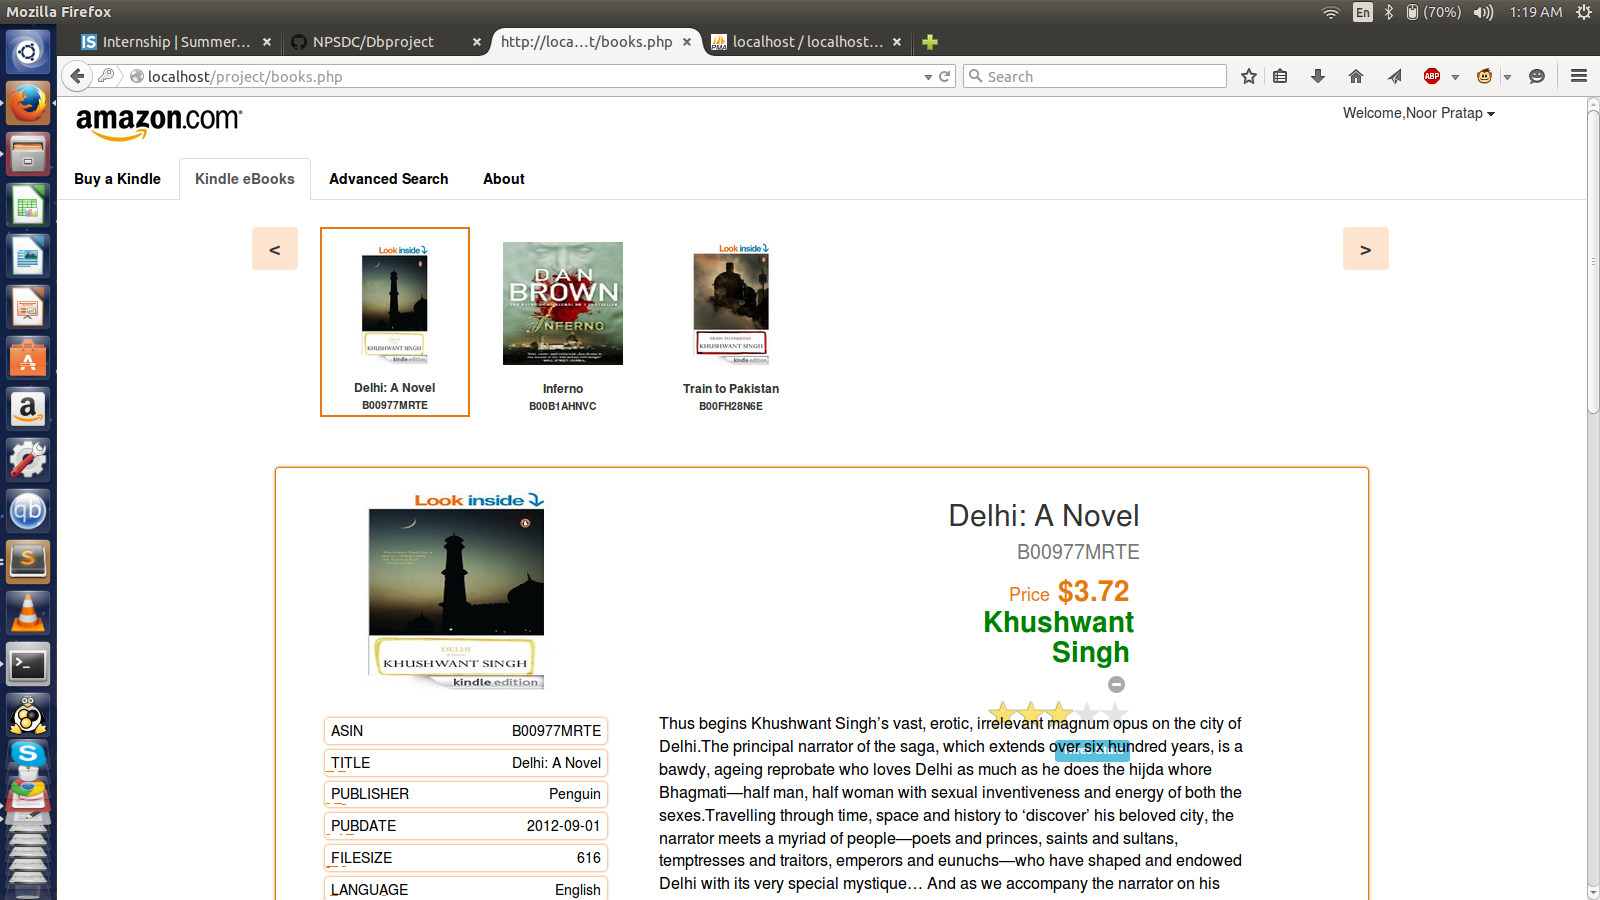 Mozilla Firefox
En
(70%)
1:19 AM
Internship | Summer... ×
NPSDC/Dbproject ×
http://loca...t/books.php ×
localhost / localhost... ×
localhost/project/books.php
Search
ABP
amazon.com
Welcome,Noor Pratap
Buy a Kindle
Kindle eBooks
Advanced Search
About
<
>
Look inside
KHUSHWANT SINGH
kindle edition
Delhi: A Novel
B00977MRTE
DAN
BROWN
INFERNO
Inferno
B00B1AHNVC
Look inside
TRAIN TO PAKISTAN
KHUSHWANT SINGH
kindle edition
Train to Pakistan
B00FH28N6E
Look inside
DELHI
KHUSHWANT SINGH
kindle edition
Delhi: A Novel
B00977MRTE
Price $3.72
Khushwant
Singh
ASIN B00977MRTE
TITLE Delhi: A Novel
PUBLISHER Penguin
PUBDATE 2012-09-01
FILESIZE 616
LANGUAGE English
Thus begins Khushwant Singh’s vast, erotic, irrelevant magnum opus on the city of
Delhi.The principal narrator of the saga, which extends over six hundred years, is a
bawdy, ageing reprobate who loves Delhi as much as he does the hijda whore
Bhagmati—half man, half woman with sexual inventiveness and energy of both the
sexes.Travelling through time, space and history to ‘discover’ his beloved city, the
narrator meets a myriad of people—poets and princes, saints and sultans,
temptresses and traitors, emperors and eunuchs—who have shaped and endowed
Delhi with its very special mystique… And as we accompany the narrator on his